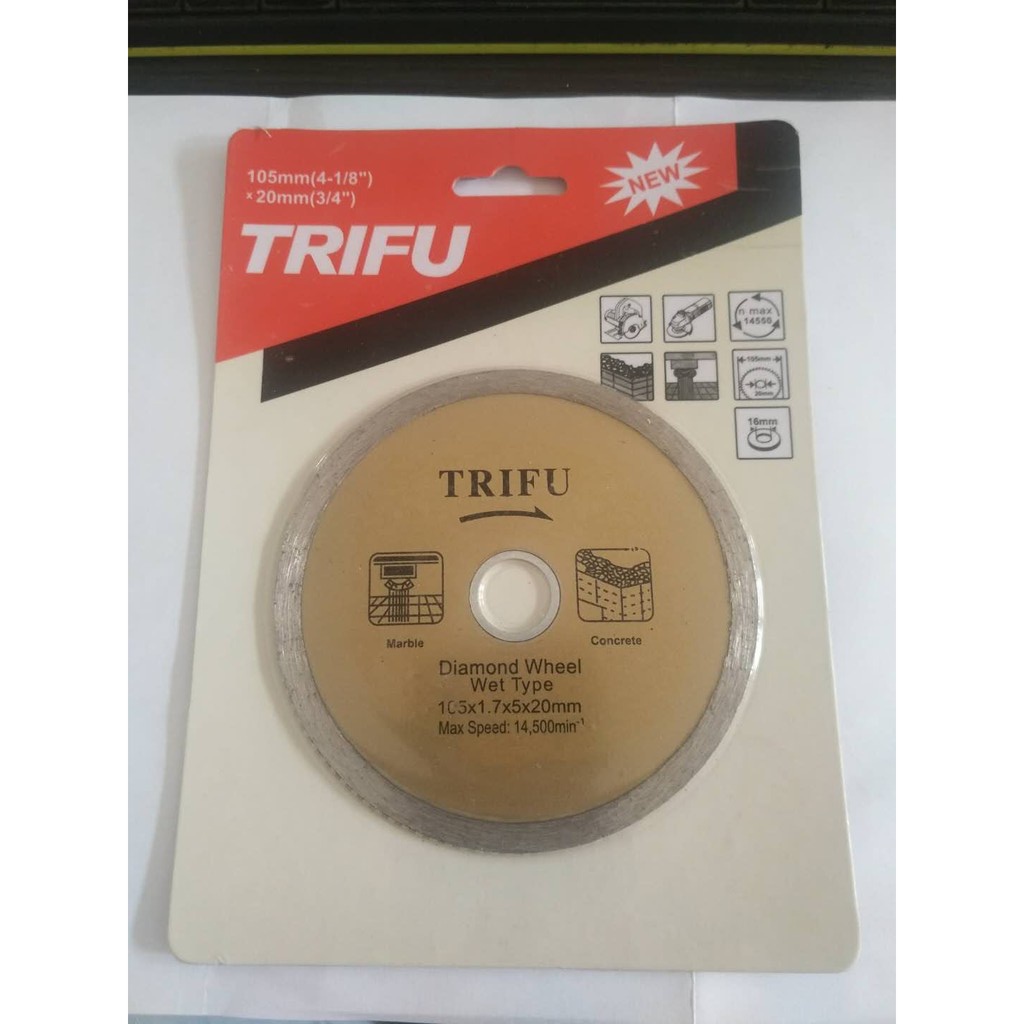 105mm(4-1/8")
x 20mm(3/4")
TRIFU
NEW
n max
14550
105mm
20mm
16mm
TRIFU
Marble
Concrete
Diamond Wheel
Wet Type
105x1.7x5x20mm
Max Speed: 14,500min⁻¹